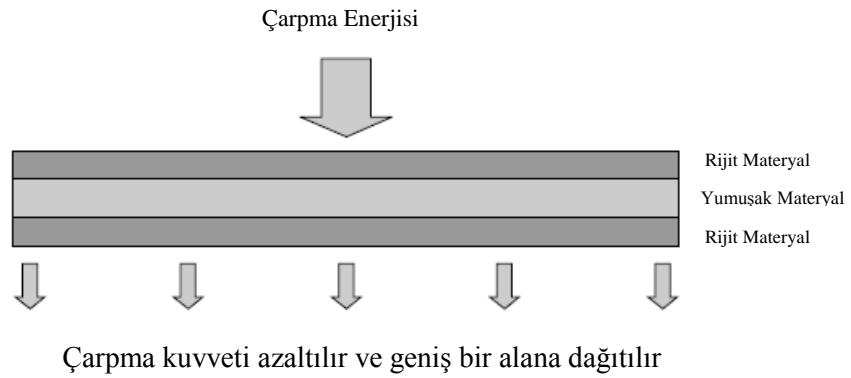 Çarpma Enerjisi
Rijit Materyal
Yumuşak Materyal
Rijit Materyal
Çarpma kuvveti azaltılır ve geniş bir alana dağıtılır